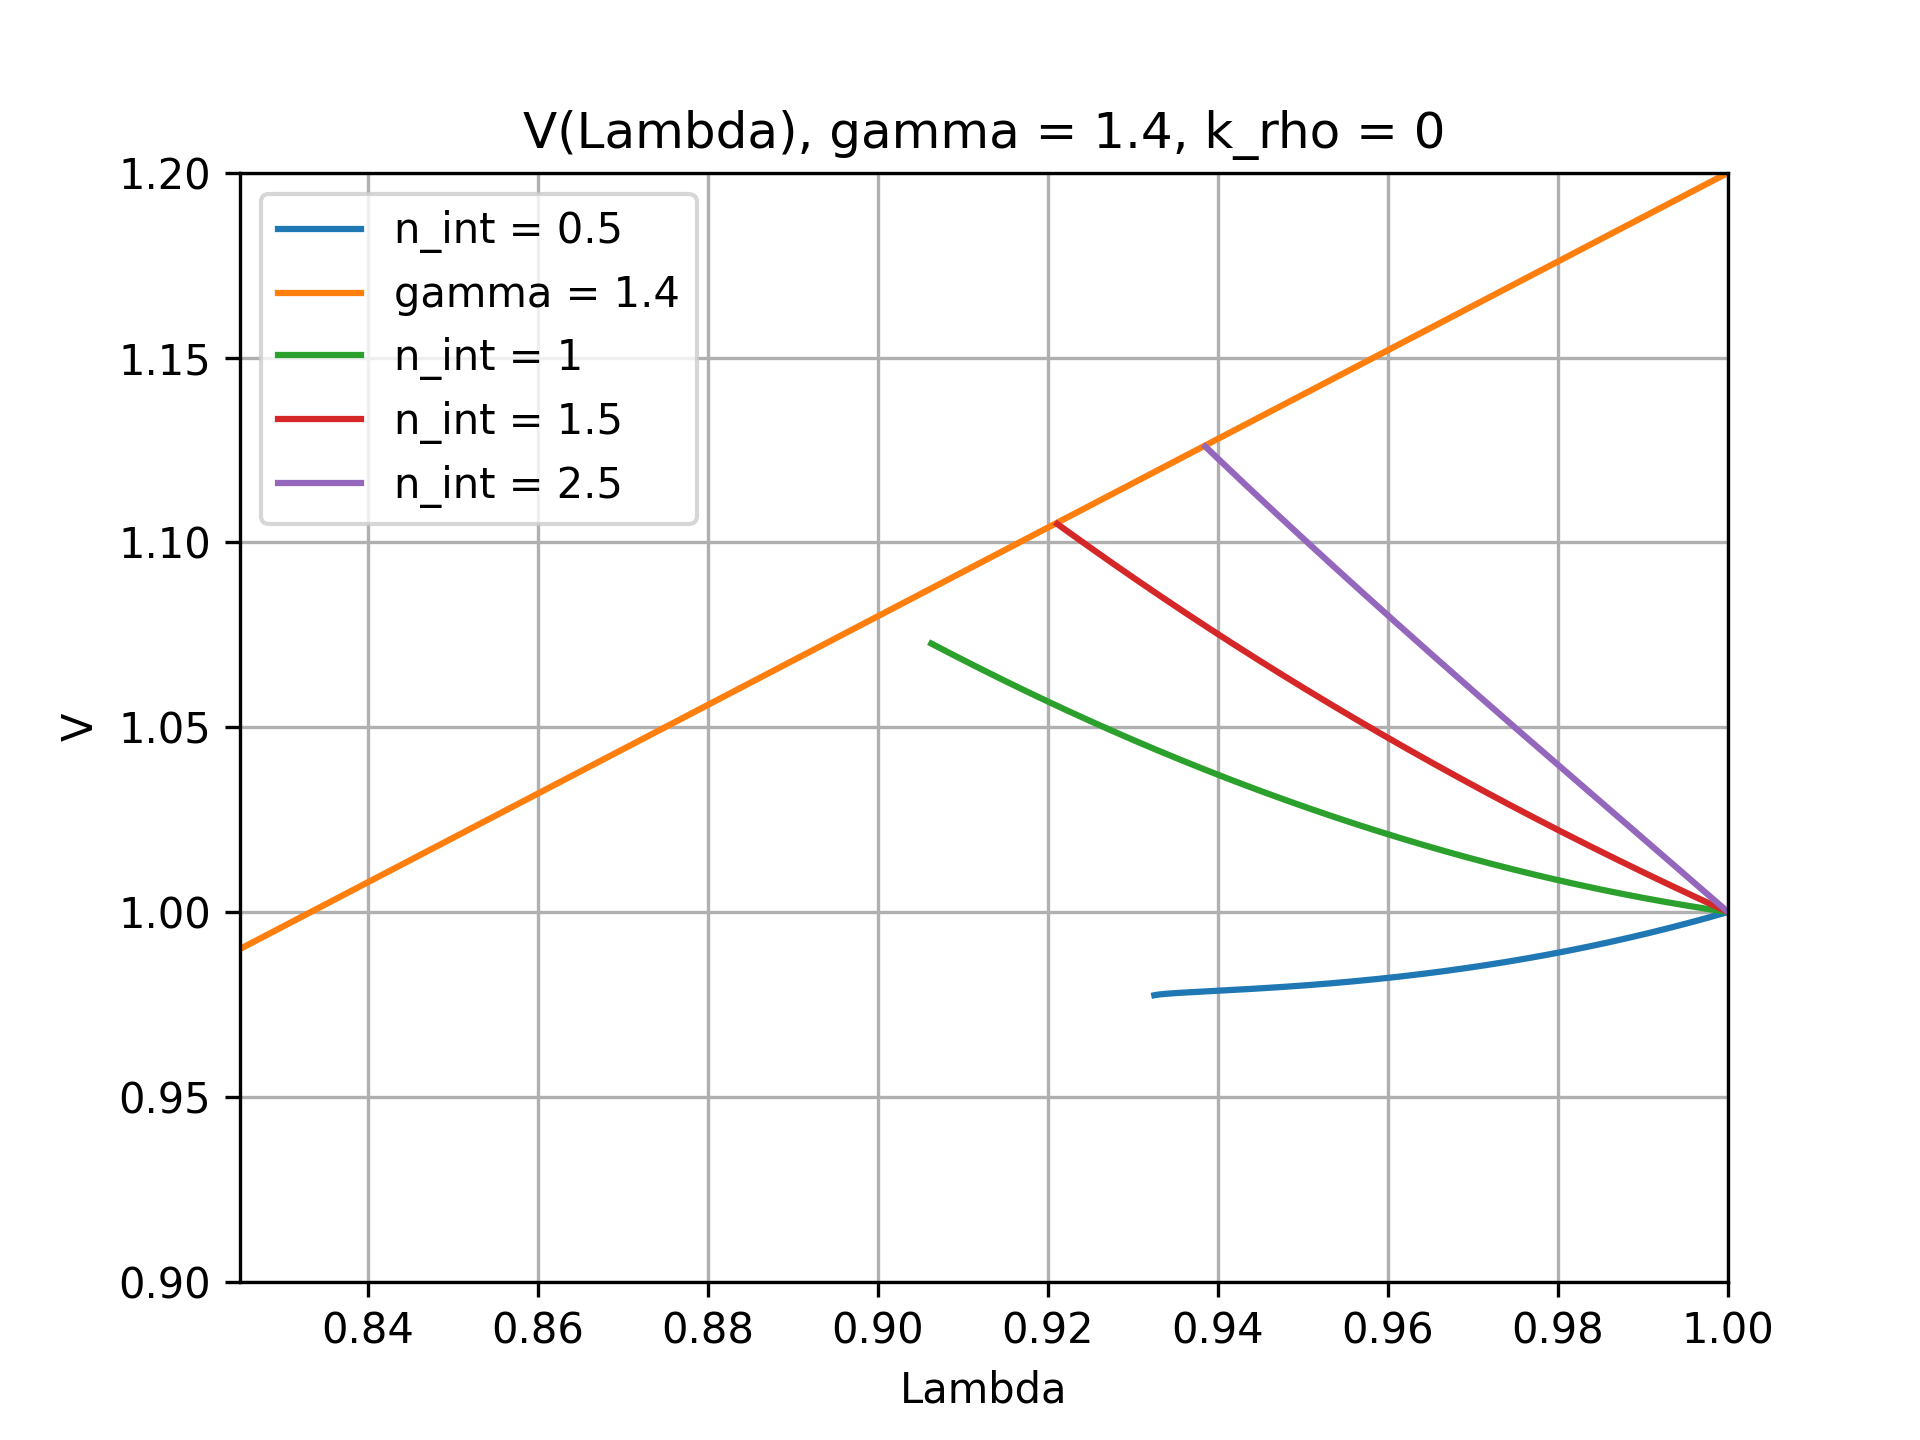 V(Lambda), gamma = 1.4, k_rho = 0
1.20
1.15
1.10
1.05
1.00
0.95
0.90
V
n_int = 0.5
gamma = 1.4
n_int = 1
n_int = 1.5
n_int = 2.5
0.84 0.86 0.88 0.90 0.92 0.94 0.96 0.98 1.00
Lambda